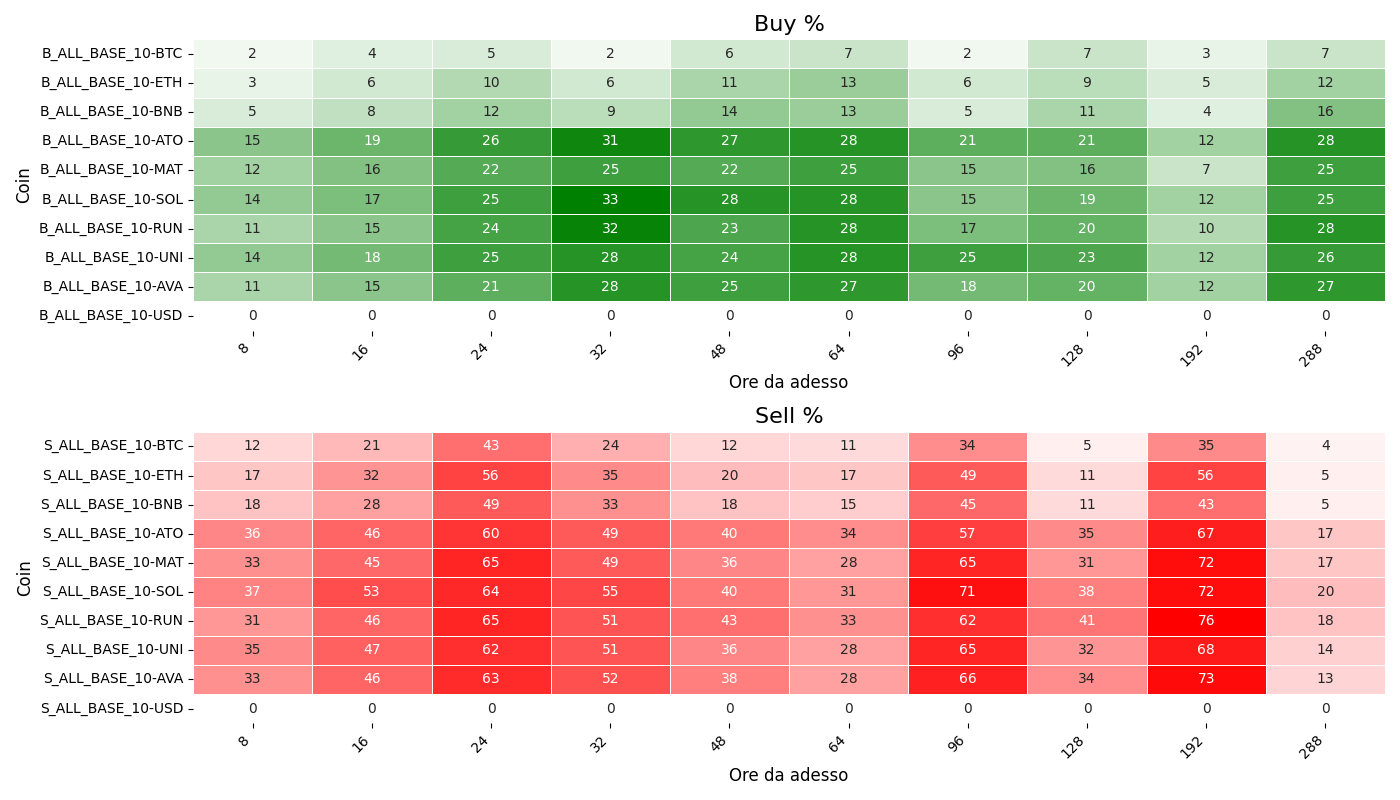 Buy %
Coin
B_ALL_BASE_10-BTC 2 4 5 2 6 7 2 7 3 7
B_ALL_BASE_10-ETH 3 6 10 6 11 13 6 9 5 12
B_ALL_BASE_10-BNB 5 8 12 9 14 13 5 11 4 16
B_ALL_BASE_10-ATO 15 19 26 31 27 28 21 21 12 28
B_ALL_BASE_10-MAT 12 16 22 25 22 25 15 16 7 25
B_ALL_BASE_10-SOL 14 17 25 33 28 28 15 19 12 25
B_ALL_BASE_10-RUN 11 15 24 32 23 28 17 20 10 28
B_ALL_BASE_10-UNI 14 18 25 28 24 28 25 23 12 26
B_ALL_BASE_10-AVA 11 15 21 28 25 27 18 20 12 27
B_ALL_BASE_10-USD 0 0 0 0 0 0 0 0 0 0
8 16 24 32 48 64 96 128 192 288
Ore da adesso
Sell %
Coin
S_ALL_BASE_10-BTC 12 21 43 24 12 11 34 5 35 4
S_ALL_BASE_10-ETH 17 32 56 35 20 17 49 11 56 5
S_ALL_BASE_10-BNB 18 28 49 33 18 15 45 11 43 5
S_ALL_BASE_10-ATO 36 46 60 49 40 34 57 35 67 17
S_ALL_BASE_10-MAT 33 45 65 49 36 28 65 31 72 17
S_ALL_BASE_10-SOL 37 53 64 55 40 31 71 38 72 20
S_ALL_BASE_10-RUN 31 46 65 51 43 33 62 41 76 18
S_ALL_BASE_10-UNI 35 47 62 51 36 28 65 32 68 14
S_ALL_BASE_10-AVA 33 46 63 52 38 28 66 34 73 13
S_ALL_BASE_10-USD 0 0 0 0 0 0 0 0 0 0
8 16 24 32 48 64 96 128 192 288
Ore da adesso